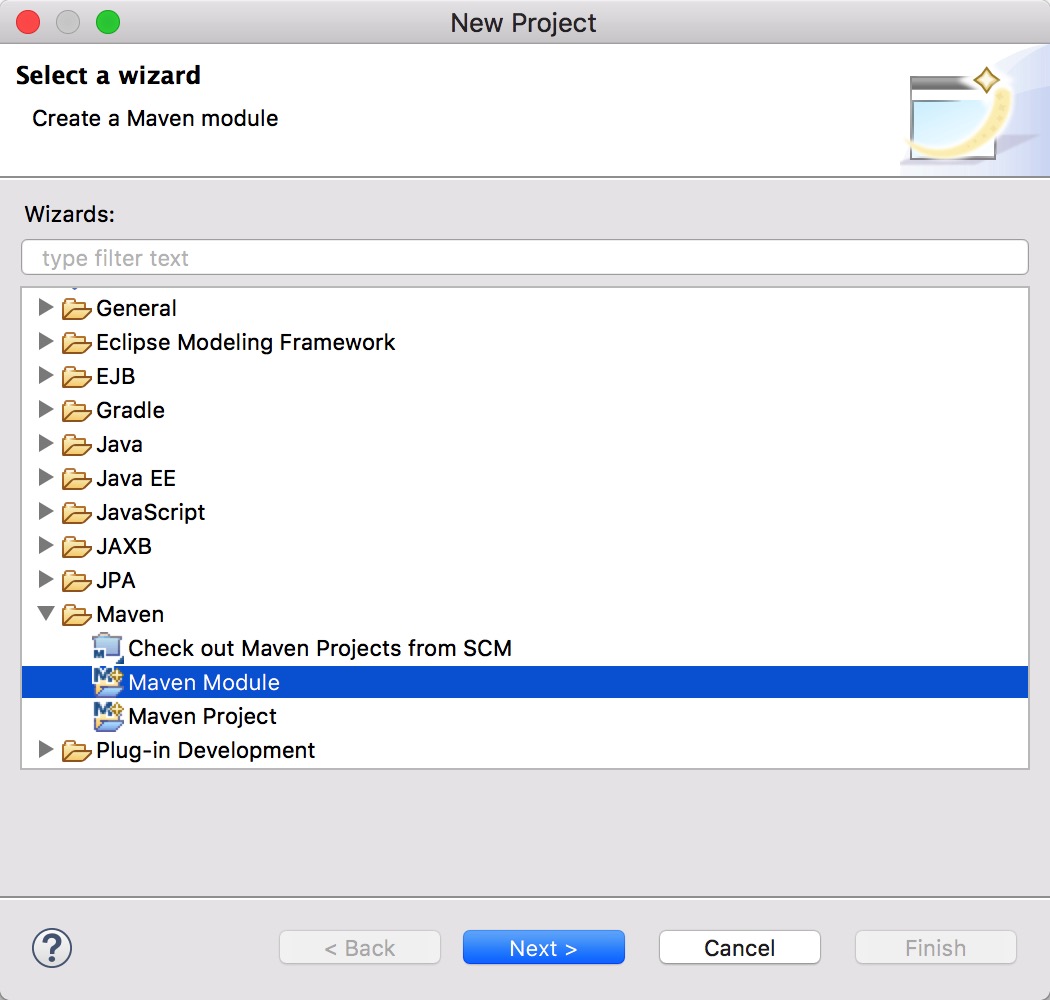 New Project
Select a wizard
Create a Maven module
Wizards:
type filter text
General
Eclipse Modeling Framework
EJB
Gradle
Java
Java EE
JavaScript
JAXB
JPA
Maven
Check out Maven Projects from SCM
Maven Module
Maven Project
Plug-in Development
? < Back Next > Cancel Finish